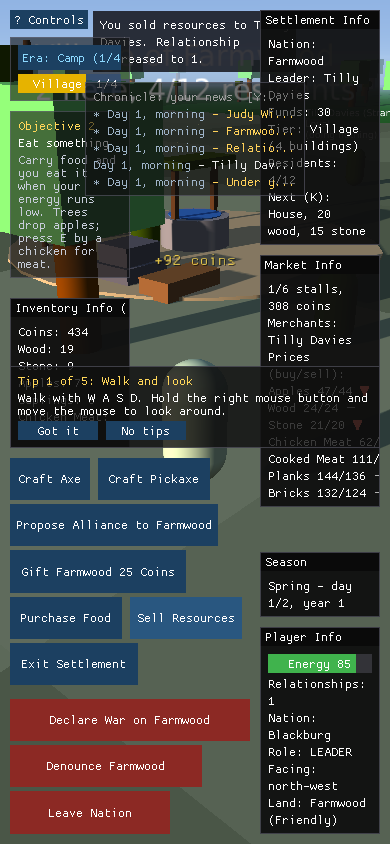 ? Controls
You sold resources to T
Davies. Relationship
reased to 1.
Era: Camp (1/4
Village 1/4
Chronicle: your news [Y:
* Day 1, morning - Judy Wi..
* Day 1, morning - Farmwoo..
* Day 1, morning - Relatio..
Day 1, morning - Tilly Dav..
* Day 1, morning - Under y...
Objective 2
Eat something
Carry food and
you eat it
when your
energy runs
low. Trees
drop apples;
press E by a
chicken for
meat.
+92 coins
Settlement Info
Nation:
Farmwood
Leader: Tilly
Davies
Funds: 30
Tier: Village
(4 buildings)
Residents:
4/12
Next (K):
House, 20
wood, 15 stone
Market Info
1/6 stalls,
308 coins
Merchants:
Tilly Davies
Prices
(buy/sell):
Apples 47/44 ▼
Wood 24/24 —
Stone 21/20 ▼
Chicken Meat 62/
Cooked Meat 111/
Planks 144/136 -
Bricks 132/124 -
Inventory Info (
Coins: 434
Wood: 19
Stone: 0
Tip 1 of 5: Walk and look
Walk with W A S D. Hold the right mouse button and
move the mouse to look around.
Got it
No tips
Craft Axe
Craft Pickaxe
Propose Alliance to Farmwood
Gift Farmwood 25 Coins
Purchase Food
Sell Resources
Exit Settlement
Declare War on Farmwood
Denounce Farmwood
Leave Nation
Season
Spring - day
1/2, year 1
Player Info
Energy 85
Relationships:
1
Nation:
Blackburg
Role: LEADER
Facing:
north-west
Land: Farmwood
(Friendly)